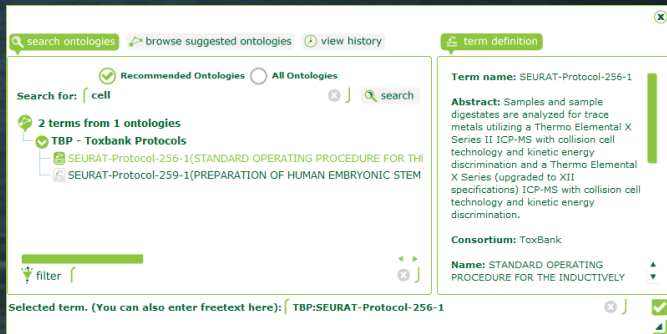 search ontologies
browse suggested ontologies
view history
term definition
Recommended Ontologies
All Ontologies
Search for: cell
search
2 terms from 1 ontologies
TBP - Toxbank Protocols
SEURAT-Protocol-256-1(STANDARD OPERATING PROCEDURE FOR THI
SEURAT-Protocol-259-1(PREPARATION OF HUMAN EMBRYONIC STEM
filter
Term name: SEURAT-Protocol-256-1
Abstract: Samples and sample
digestates are analyzed for trace
metals utilizing a Thermo Elemental X
Series II ICP-MS with collision cell
technology and kinetic energy
discrimination and a Thermo Elemental
X Series (upgraded to XII
specifications) ICP-MS with collision cell
technology and kinetic energy
discrimination.
Consortium: ToxBank
Name: STANDARD OPERATING
PROCEDURE FOR THE INDUCTIVELY
Selected term. (You can also enter freetext here): TBP:SEURAT-Protocol-256-1